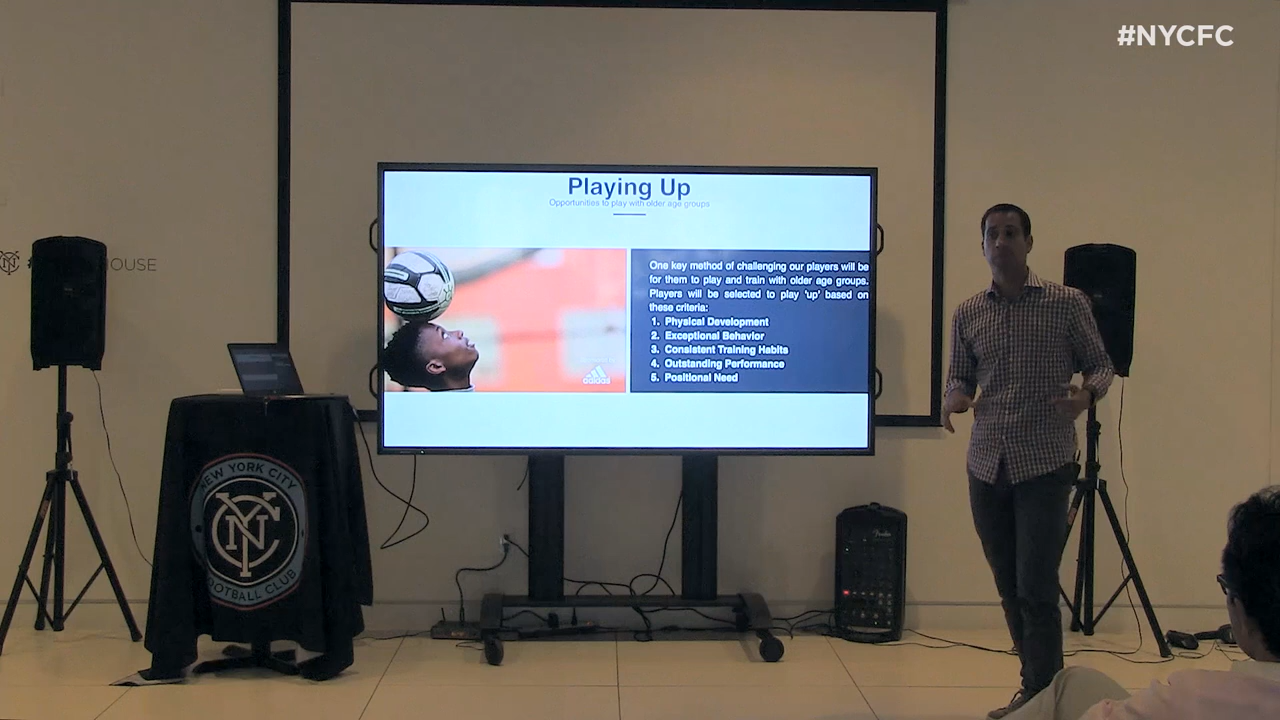 #NYCFC
Playing Up
Opportunities to play with older age groups
One key method of challenging our players will be
for them to play and train with older age groups.
Players will be selected to play 'up' based on
these criteria:
1. Physical Development
2. Exceptional Behavior
3. Consistent Training Habits
4. Outstanding Performance
5. Positional Need
adidas
OUSE
NEW YORK CITY
NYC
FOOTBALL CLUB
Fender